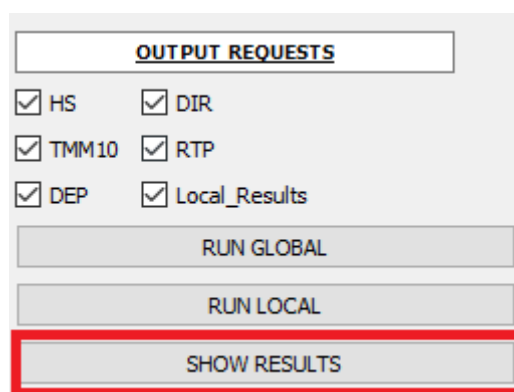 OUTPUT REQUESTS
HS DIR
TMM10 RTP
DEP Local_Results
RUN GLOBAL
RUN LOCAL
SHOW RESULTS